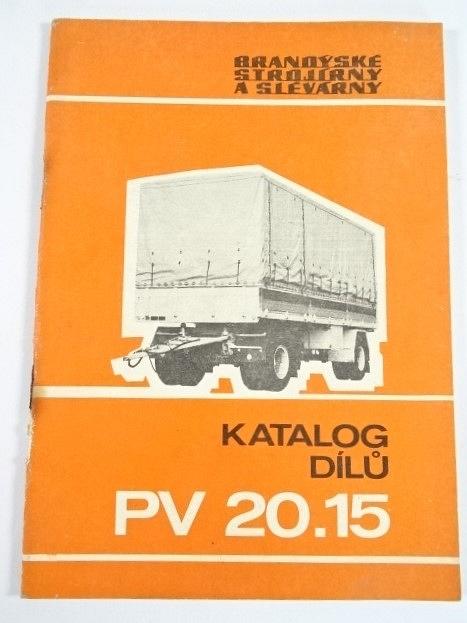 BRANDÝSKÉ
STROJÍRNY
A SLÉVÁRNY
KATALOG
DÍLŮ
PV 20.15